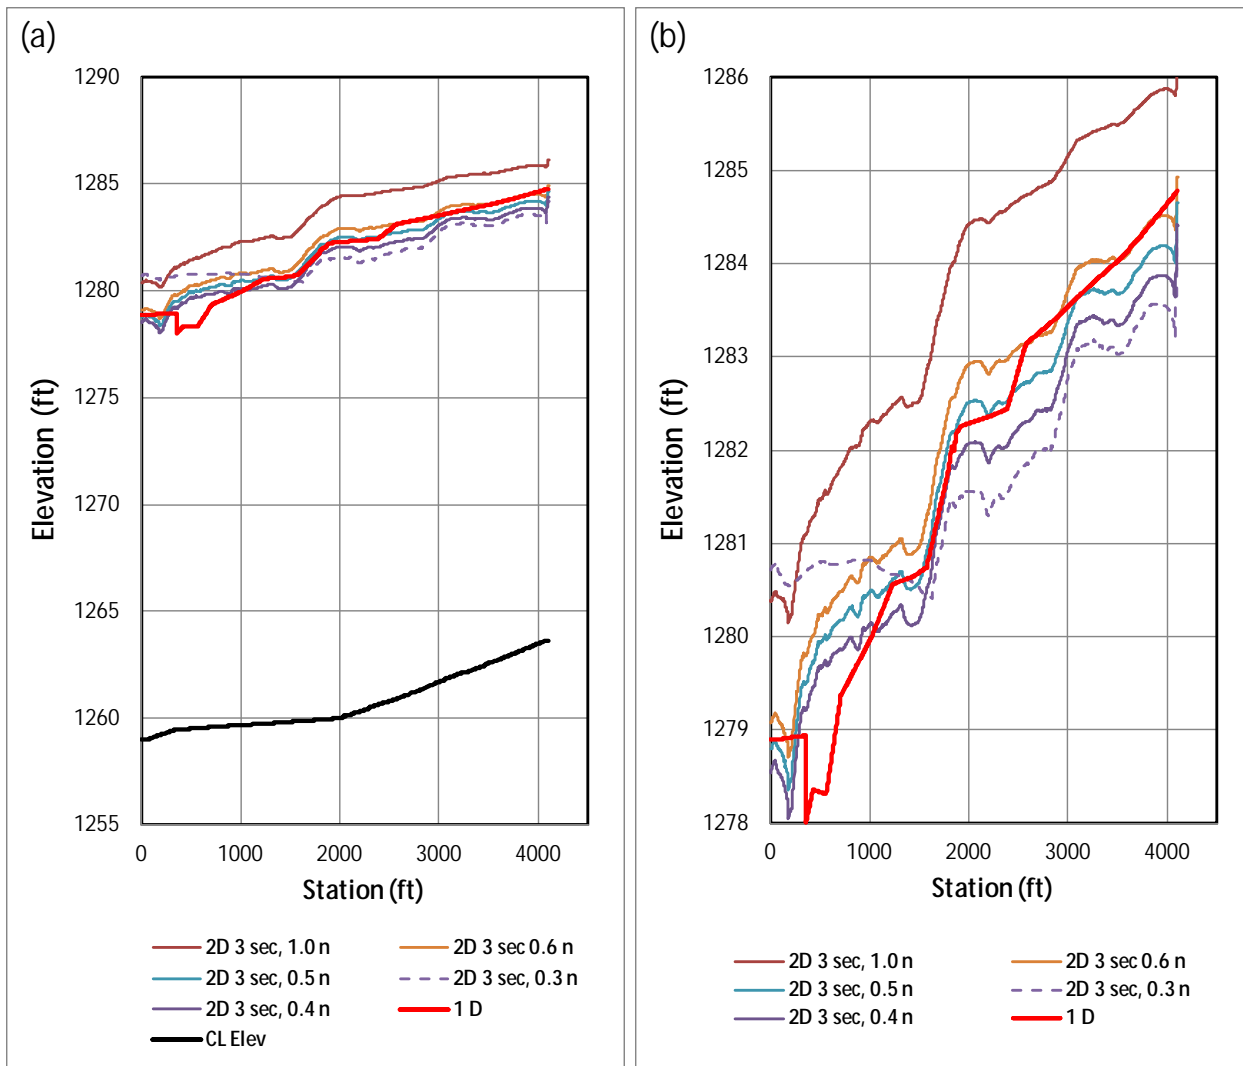 (a)
1290
1285
1280
1275
1270
1265
1260
1255
Elevation (ft)
0 1000 2000 3000 4000
Station (ft)
2D 3 sec, 1.0 n 2D 3 sec 0.6 n
2D 3 sec, 0.5 n 2D 3 sec, 0.3 n
2D 3 sec, 0.4 n 1 D
CL Elev
(b)
1286
1285
1284
1283
1282
1281
1280
1279
1278
Elevation (ft)
0 1000 2000 3000 4000
Station (ft)
2D 3 sec, 1.0 n 2D 3 sec 0.6 n
2D 3 sec, 0.5 n 2D 3 sec, 0.3 n
2D 3 sec, 0.4 n 1 D